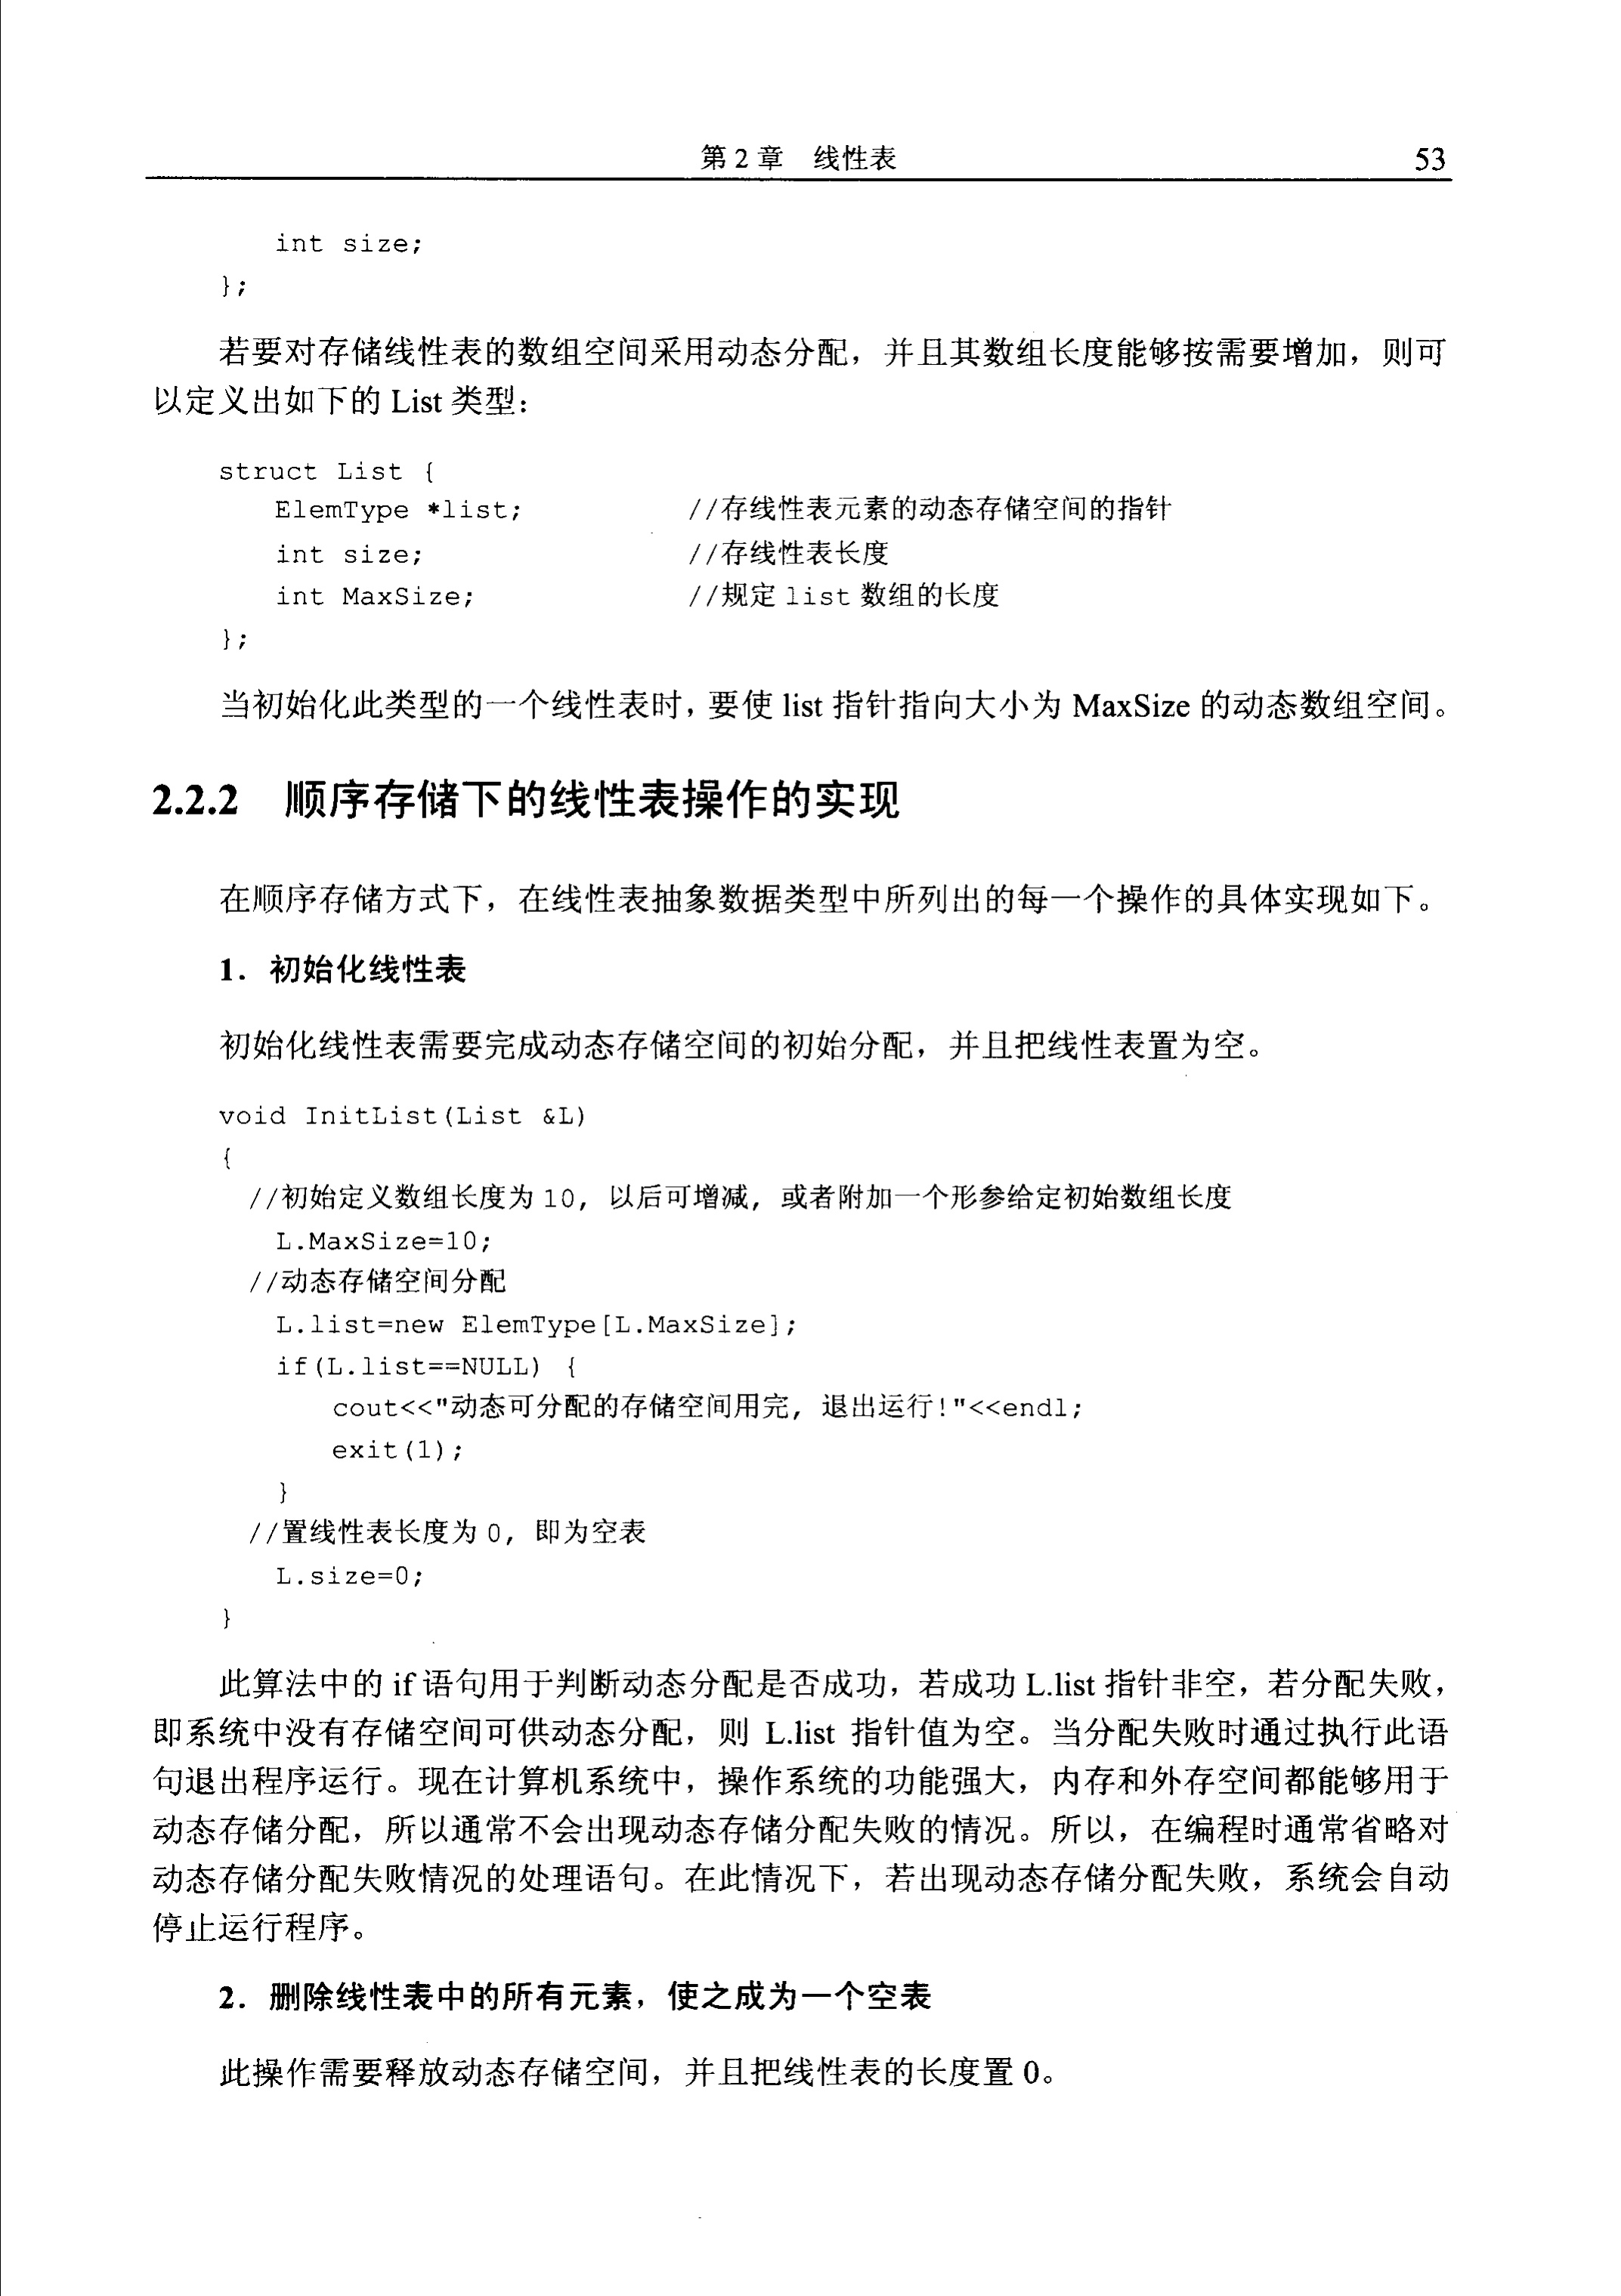 第 2 章　线性表　53
int size;
};
若要对存储线性表的数组空间采用动态分配，并且其数组长度能够按需要增加，则可
以定义出如下的 List 类型：
struct List {
ElemType *list;　//存线性表元素的动态存储空间的指针
int size;　//存线性表长度
int MaxSize;　//规定 list 数组的长度
};
当初始化此类型的一个线性表时，要使 list 指针指向大小为 MaxSize 的动态数组空间。
2.2.2　顺序存储下的线性表操作的实现
在顺序存储方式下，在线性表抽象数据类型中所列出的每一个操作的具体实现如下。
1．初始化线性表
初始化线性表需要完成动态存储空间的初始分配，并且把线性表置为空。
void InitList(List &L)
{
//初始定义数组长度为 10，以后可增减，或者附加一个形参给定初始数组长度
L.MaxSize=10;
//动态存储空间分配
L.list=new ElemType[L.MaxSize];
if(L.list==NULL) {
cout<<"动态可分配的存储空间用完，退出运行!"<<endl;
exit(1);
}
//置线性表长度为 0，即为空表
L.size=0;
}
此算法中的 if 语句用于判断动态分配是否成功，若成功 L.list 指针非空，若分配失败，
即系统中没有存储空间可供动态分配，则 L.list 指针值为空。当分配失败时通过执行此语
句退出程序运行。现在计算机系统中，操作系统的功能强大，内存和外存空间都能够用于
动态存储分配，所以通常不会出现动态存储分配失败的情况。所以，在编程时通常省略对
动态存储分配失败情况的处理语句。在此情况下，若出现动态存储分配失败，系统会自动
停止运行程序。
2．删除线性表中的所有元素，使之成为一个空表
此操作需要释放动态存储空间，并且把线性表的长度置 0。